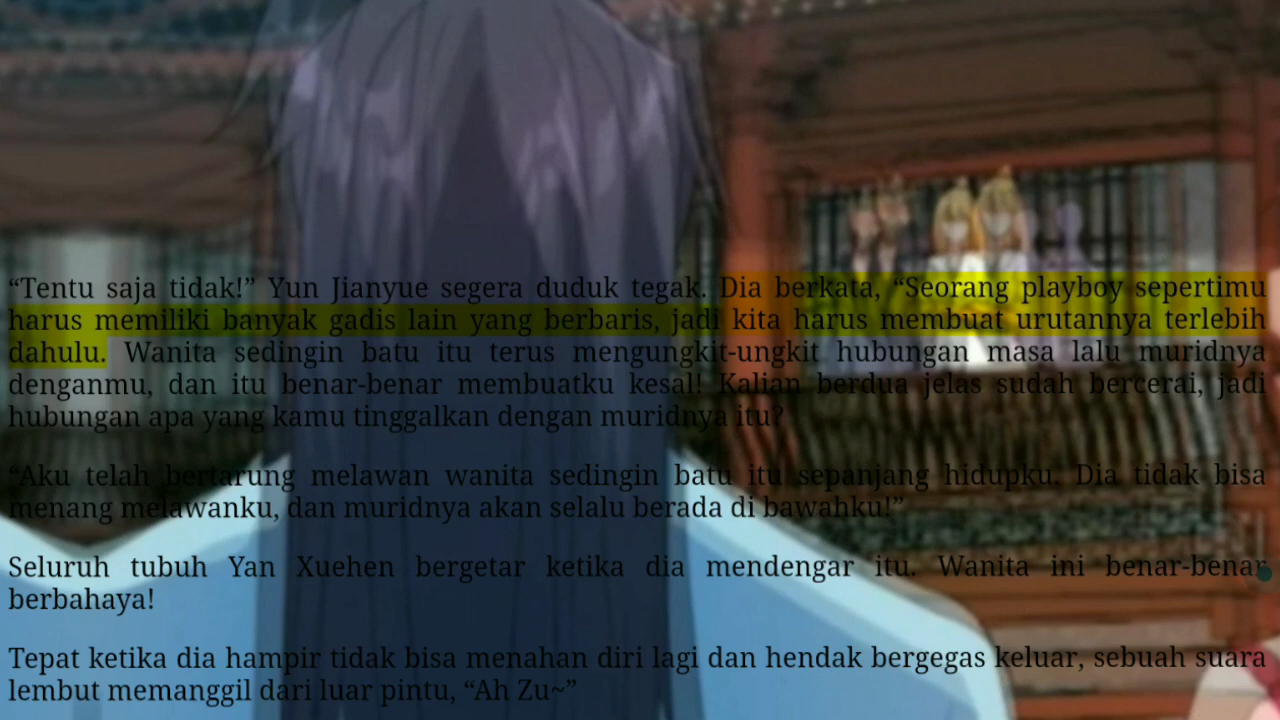 “Tentu saja tidak!” Yun Jianyue segera duduk tegak. Dia berkata, “Seorang playboy sepertimu
harus memiliki banyak gadis lain yang berbaris, jadi kita harus membuat urutannya terlebih
dahulu. Wanita sedingin batu itu terus mengungkit-ungkit hubungan masa lalu muridnya
denganmu, dan itu benar-benar membuatku kesal! Kalian berdua jelas sudah bercerai, jadi
hubungan apa yang kamu tinggalkan dengan muridnya itu?
“Aku telah bertarung melawan wanita sedingin batu itu sepanjang hidupku. Dia tidak bisa
menang melawanku, dan muridnya akan selalu berada di bawahku!”
Seluruh tubuh Yan Xuehen bergetar ketika dia mendengar itu. Wanita ini benar-benar
berbahaya!
Tepat ketika dia hampir tidak bisa menahan diri lagi dan hendak bergegas keluar, sebuah suara
lembut memanggil dari luar pintu, “Ah Zu~”